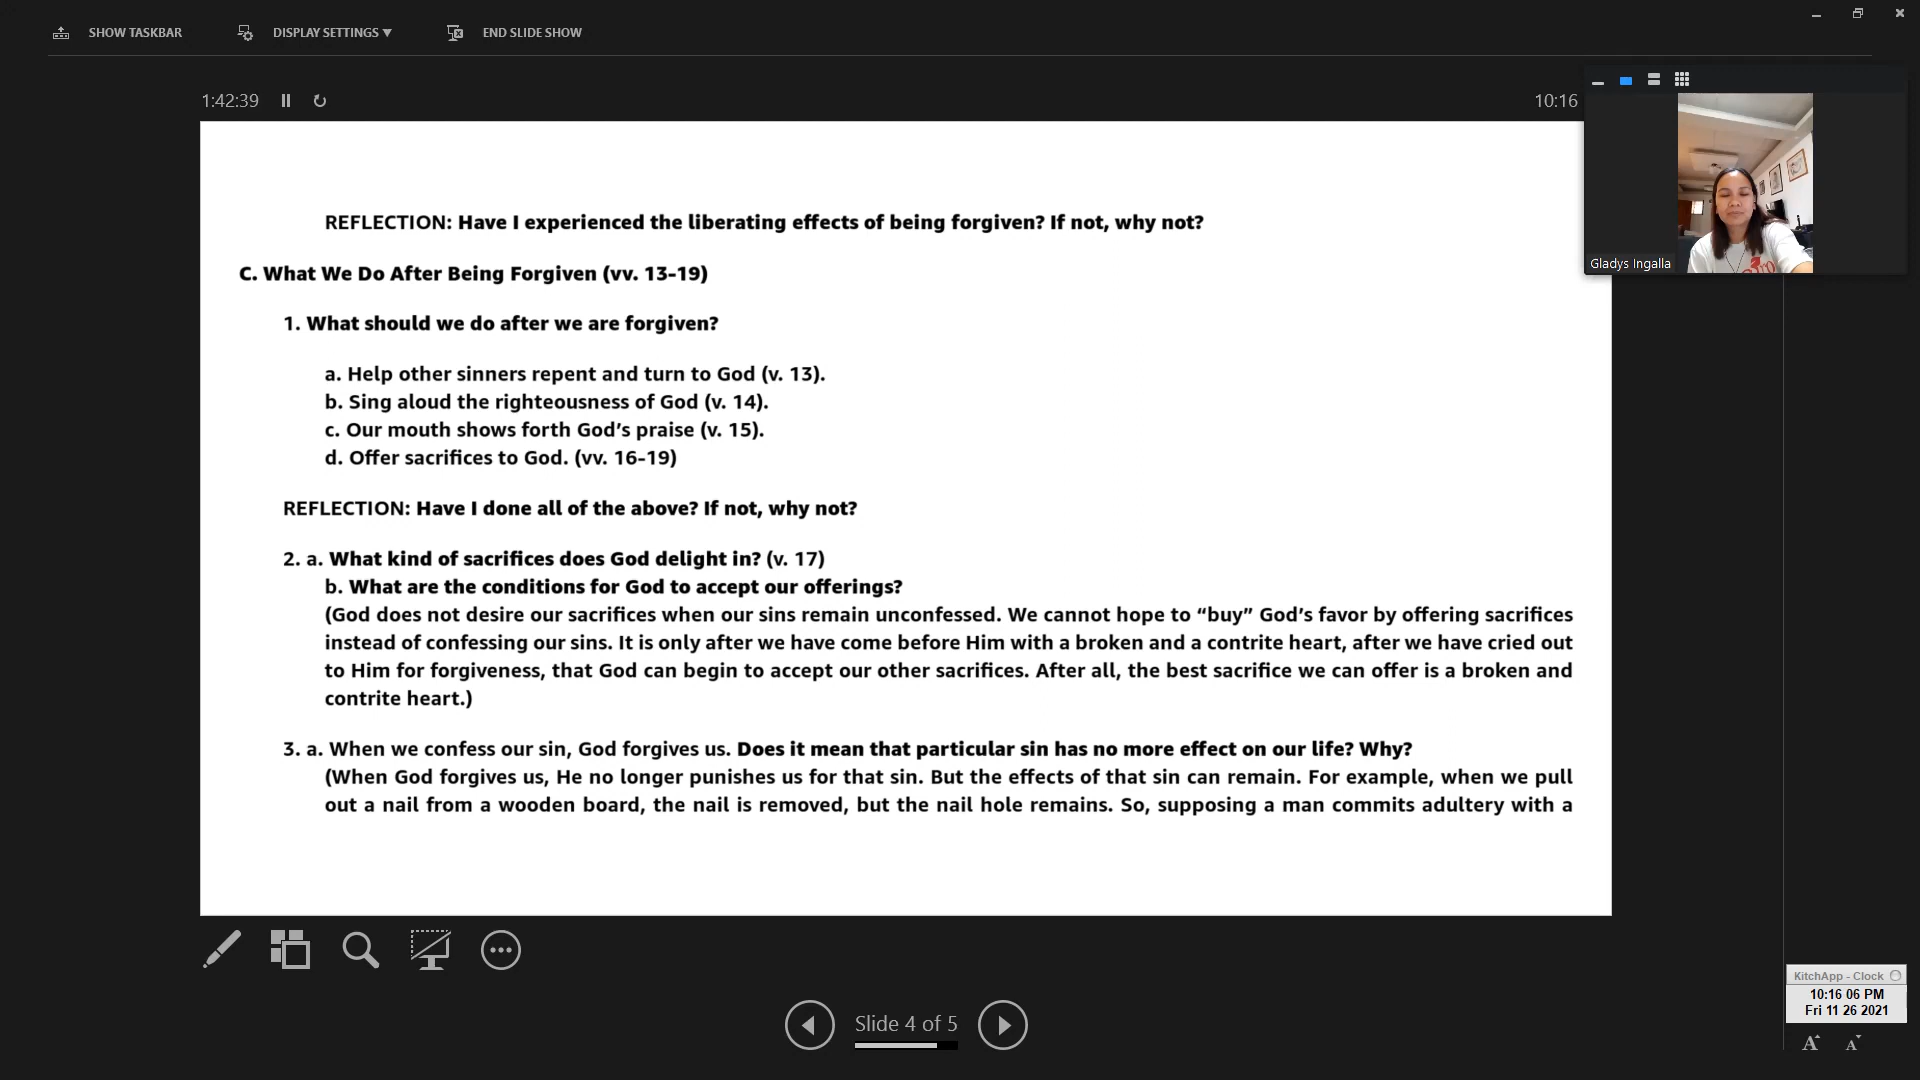 SHOW TASKBAR
DISPLAY SETTINGS ▼
END SLIDE SHOW
1:42:39
10:16
Gladys Ingalla
REFLECTION: Have I experienced the liberating effects of being forgiven? If not, why not?
C. What We Do After Being Forgiven (vv. 13-19)
1. What should we do after we are forgiven?
a. Help other sinners repent and turn to God (v. 13).
b. Sing aloud the righteousness of God (v. 14).
c. Our mouth shows forth God’s praise (v. 15).
d. Offer sacrifices to God. (vv. 16-19)
REFLECTION: Have I done all of the above? If not, why not?
2. a. What kind of sacrifices does God delight in? (v. 17)
b. What are the conditions for God to accept our offerings?
(God does not desire our sacrifices when our sins remain unconfessed. We cannot hope to “buy” God’s favor by offering sacrifices
instead of confessing our sins. It is only after we have come before Him with a broken and a contrite heart, after we have cried out
to Him for forgiveness, that God can begin to accept our other sacrifices. After all, the best sacrifice we can offer is a broken and
contrite heart.)
3. a. When we confess our sin, God forgives us. Does it mean that particular sin has no more effect on our life? Why?
(When God forgives us, He no longer punishes us for that sin. But the effects of that sin can remain. For example, when we pull
out a nail from a wooden board, the nail is removed, but the nail hole remains. So, supposing a man commits adultery with a
Slide 4 of 5
KitchApp - Clock
10:16 06 PM
Fri 11 26 2021
A A